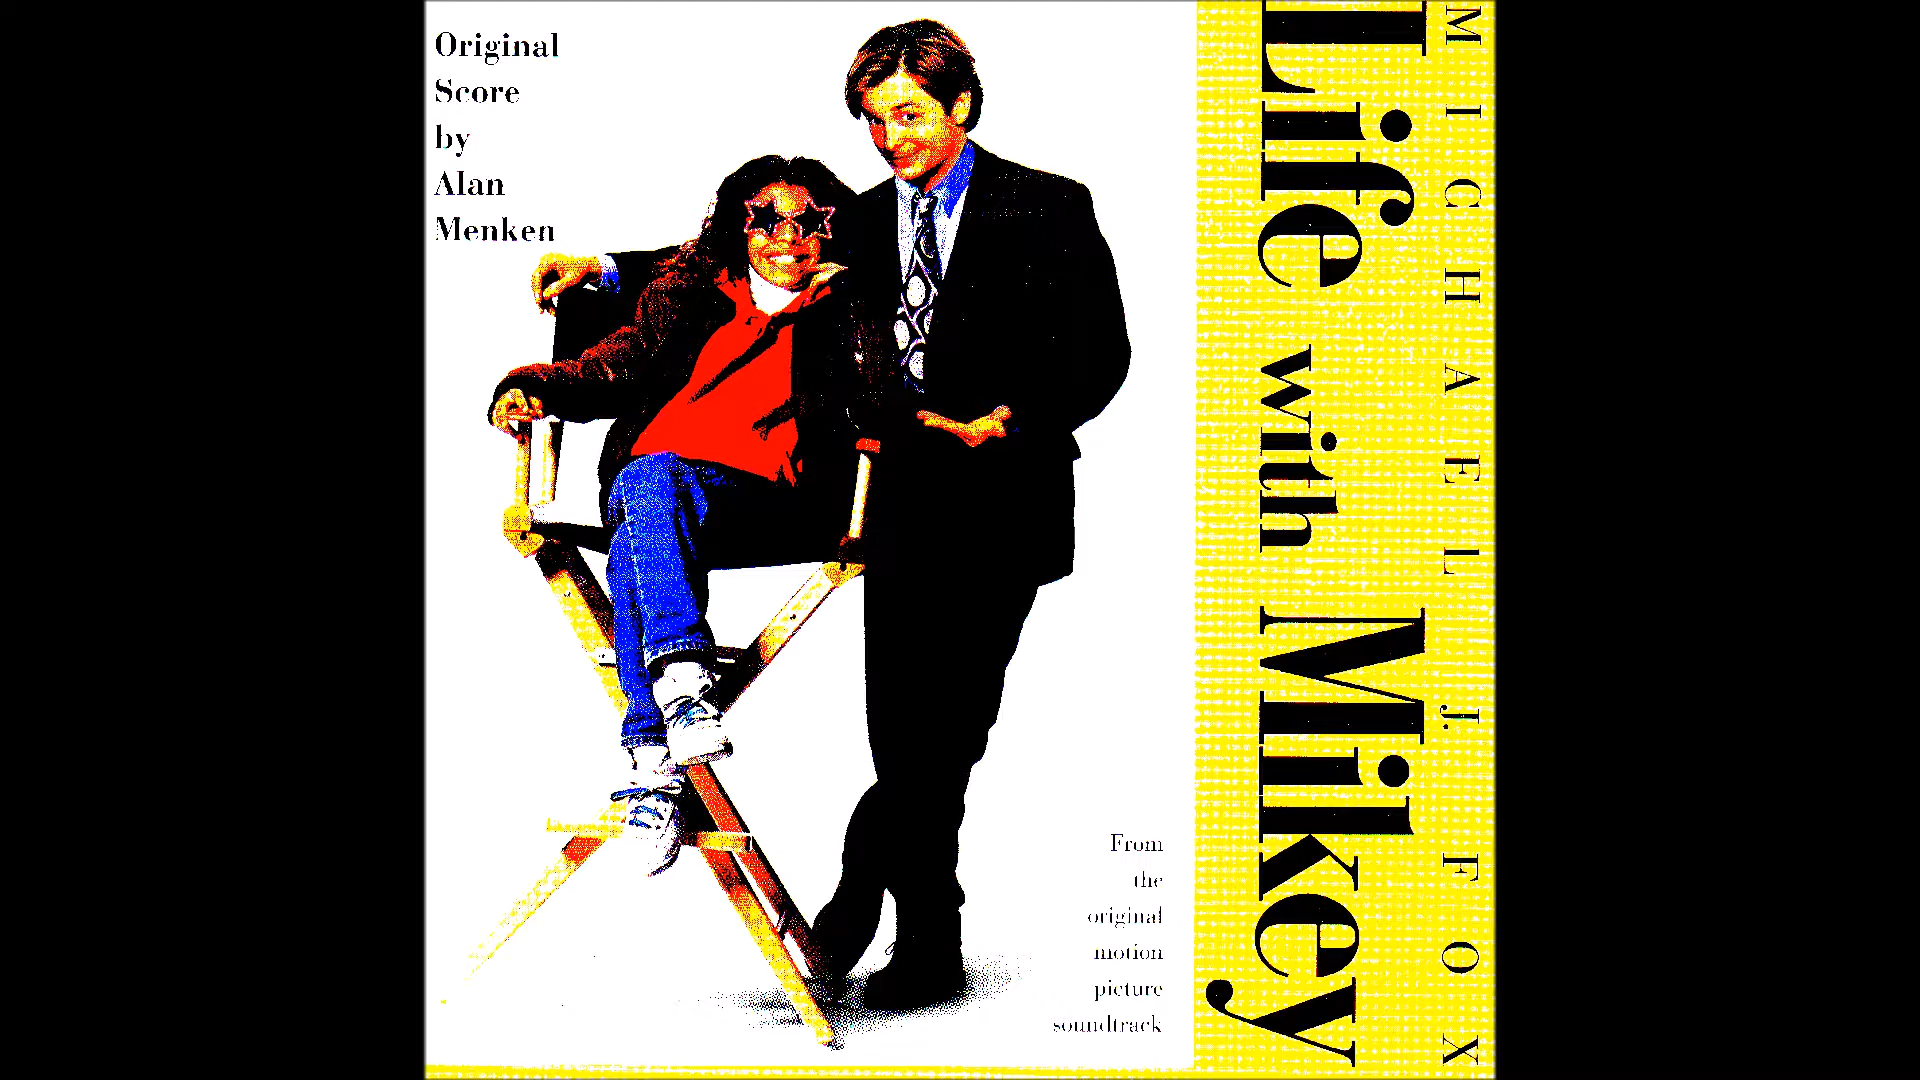 Original
Score
by
Alan
Menken
MICHAEL J. FOX
Life with Mikey
From
the
original
motion
picture
soundtrack